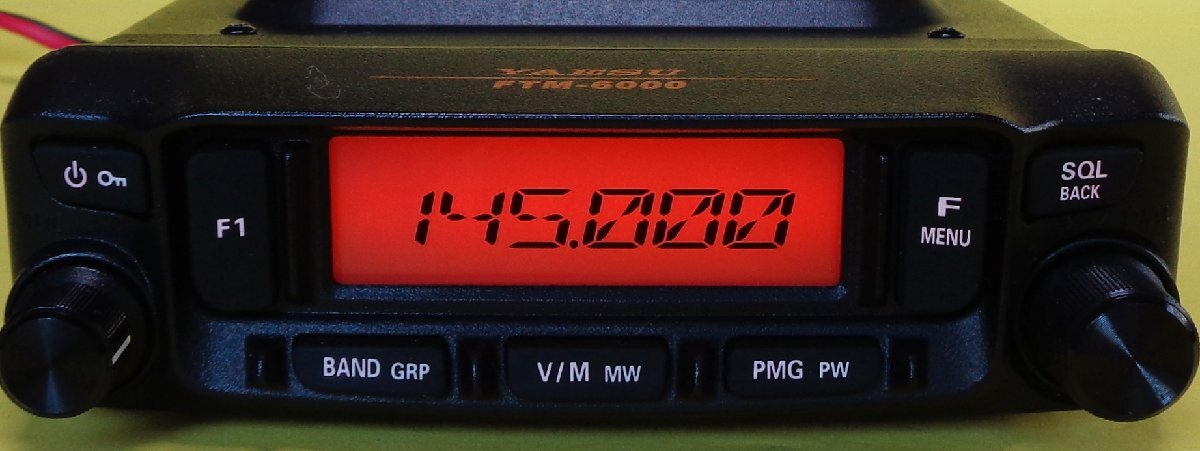 YAESU
FTM-6000
F1
145.000
F
MENU
SQL
BACK
BAND GRP
V/M MW
PMG PW